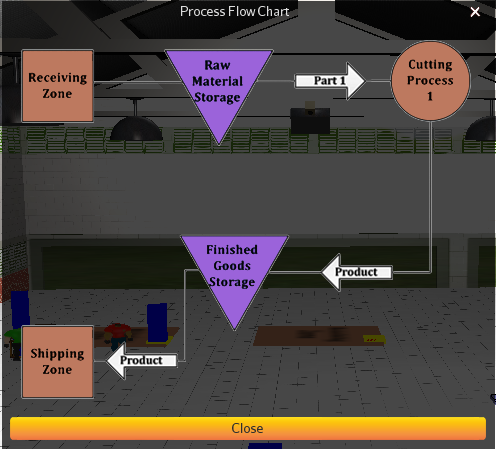 Process Flow Chart
Receiving
Zone
Raw
Material
Storage
Part 1
Cutting
Process
1
Finished
Goods
Storage
Product
Shipping
Zone
Product
Close